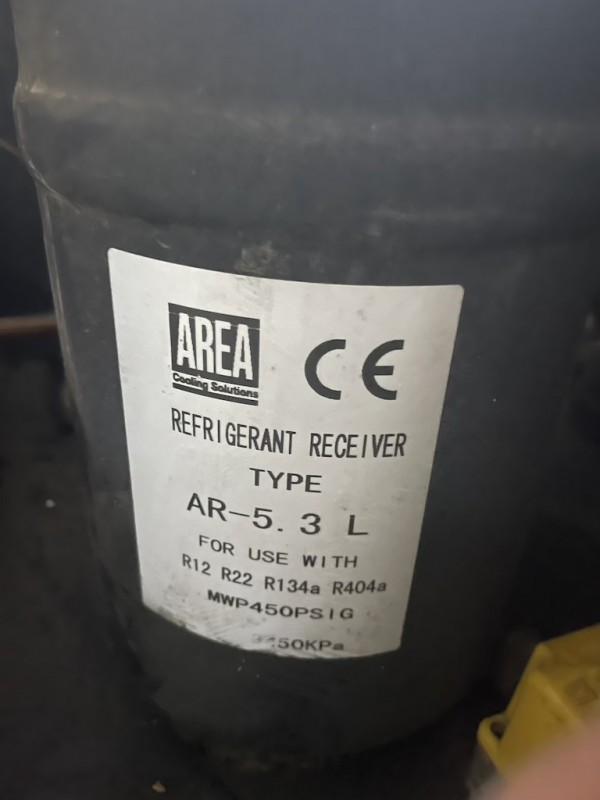 AREA
Cooling Solutions
CE
REFRIGERANT RECEIVER
TYPE
AR-5.3 L
FOR USE WITH
R12 R22 R134a R404a
MWP450PSIG